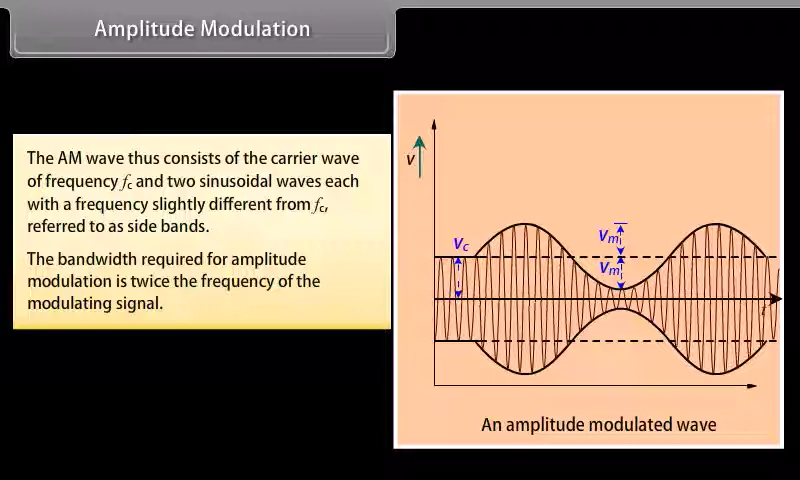 Amplitude Modulation
The AM wave thus consists of the carrier wave
of frequency fc and two sinusoidal waves each
with a frequency slightly different from fc,
referred to as side bands.
The bandwidth required for amplitude
modulation is twice the frequency of the
modulating signal.
v
Vc
Vm
Vm
t
An amplitude modulated wave